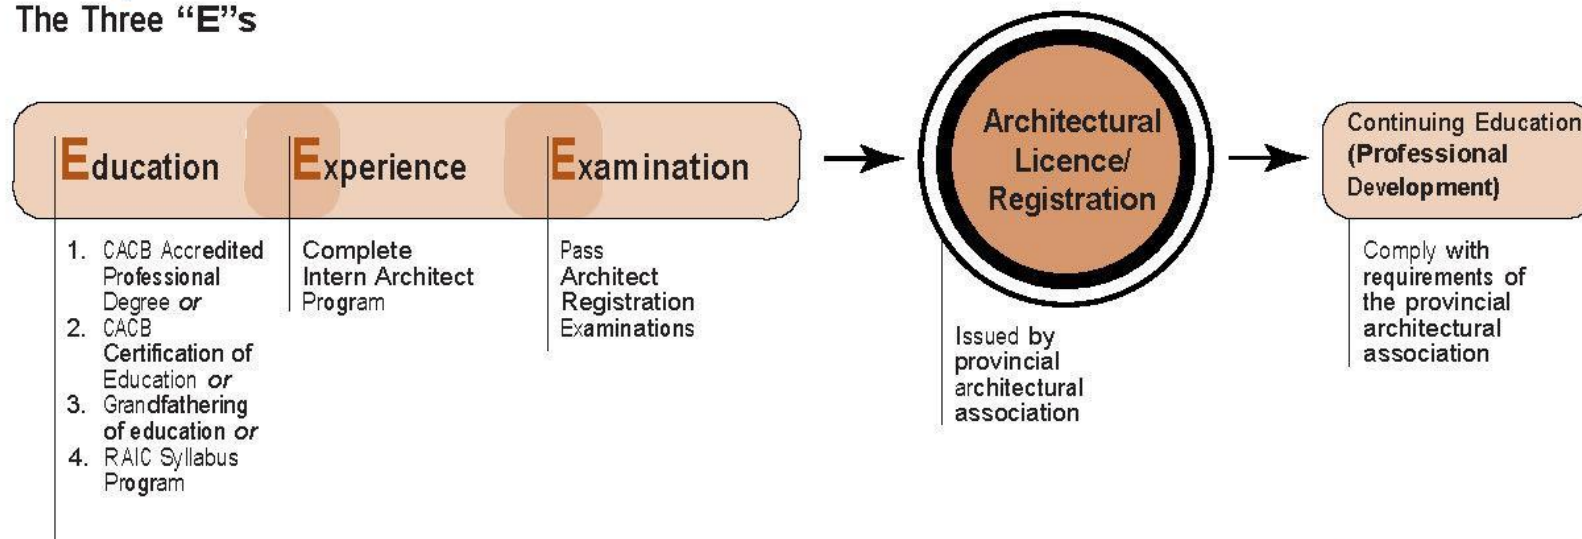 The Three “E”s
Education
Experience
Examination
1. CACB Accredited
Professional
Degree or
2. CACB
Certification of
Education or
3. Grandfathering
of education or
4. RAIC Syllabus
Program
Complete
Intern Architect
Program
Pass
Architect
Registration
Examinations
Architectural
Licence/
Registration
Issued by
provincial
architectural
association
Continuing Education
(Professional
Development)
Comply with
requirements of
the provincial
architectural
association